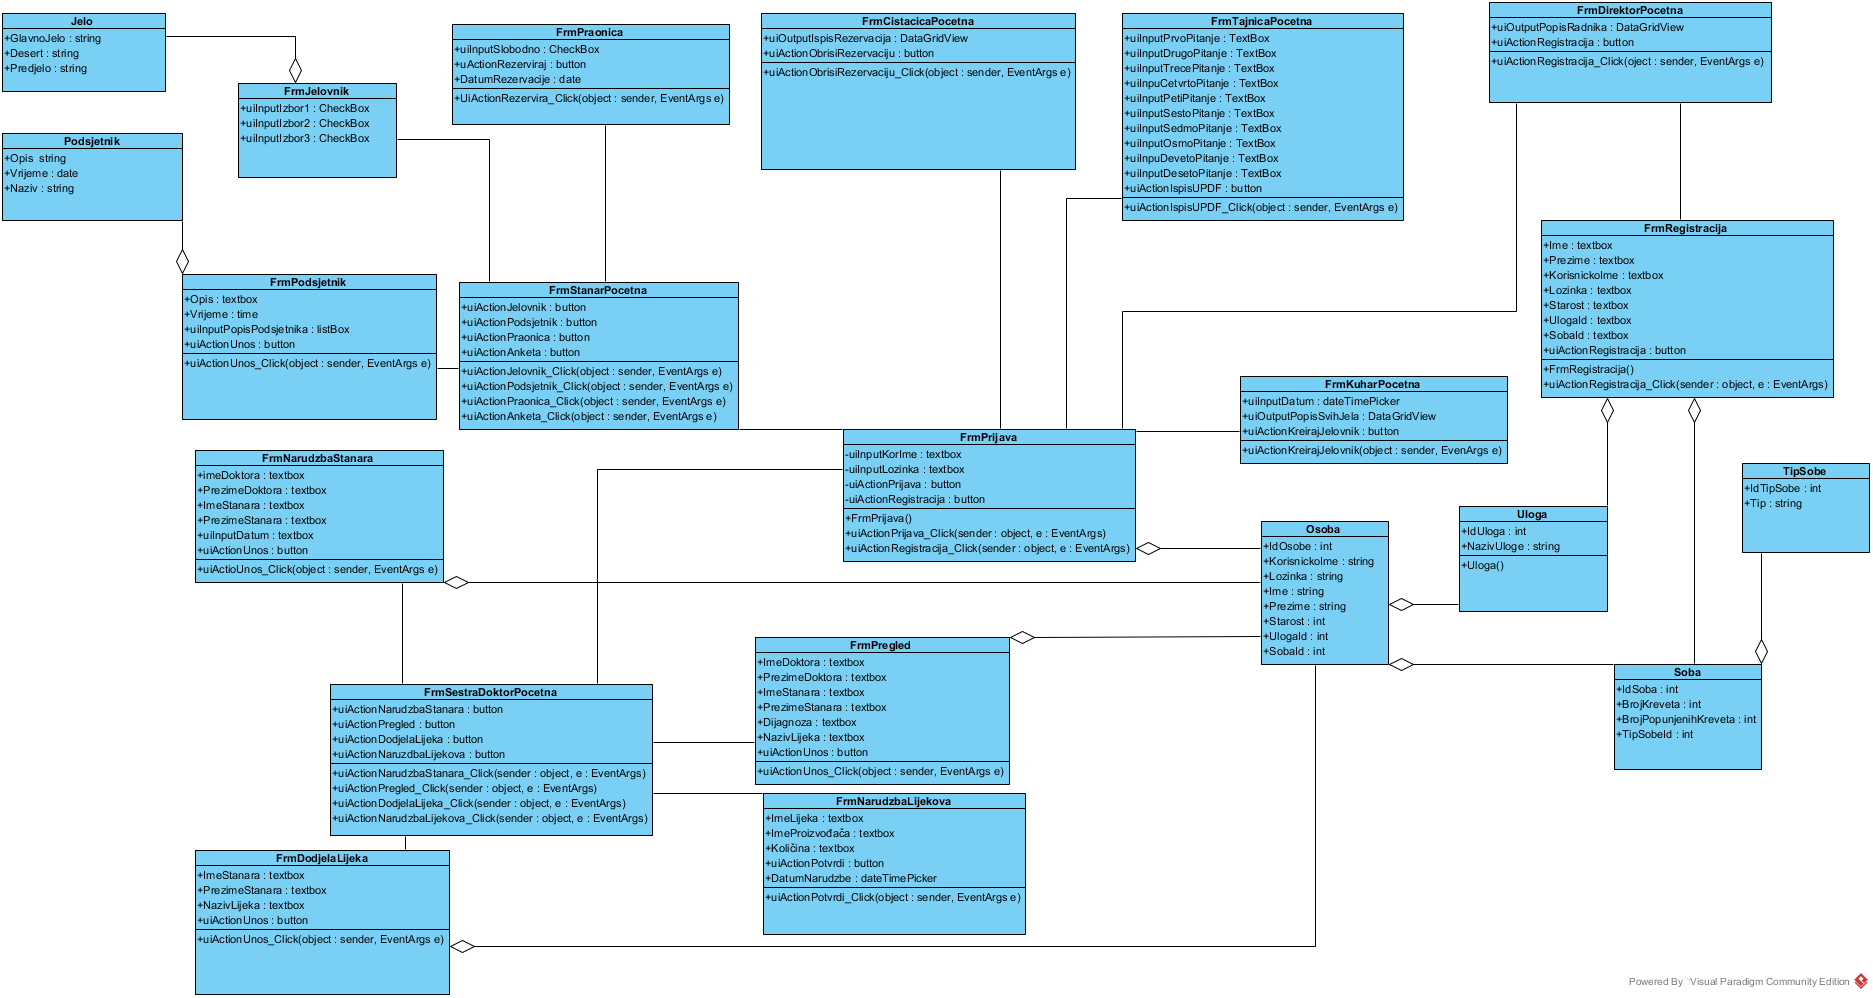 Jelo
+GlavnoJelo : string
+Desert : string
+Predjelo : string
FrmJelovnik
+uiInputIzbor1 : CheckBox
+uiInputIzbor2 : CheckBox
+uiInputIzbor3 : CheckBox
Podsjetnik
+Opis string
+Vrijeme : date
+Naziv : string
FrmPraonica
+uiInputSlobodno : CheckBox
+uActionRezerviraj : button
+DatumRezervacije : date
+UiActionRezervira_Click(object : sender, EventArgs e)
FrmCistacicaPocetna
+uiOutputIspisRezervacija : DataGridView
+uiActionObrisiRezervaciju : button
+uiActionObrisiRezervaciju_Click(object : sender, EventArgs e)
FrmTajnicaPocetna
+uiInputPrvoPitanje : TextBox
+uiInputDrugoPitanje : TextBox
+uiInputTrecePitanje : TextBox
+uiInpuCetvrtoPitanje : TextBox
+uiInputPetiPitanje : TextBox
+uiInputSestoPitanje : TextBox
+uiInputSedmoPitanje : TextBox
+uiInputOsmoPitanje : TextBox
+uiInpuDevetoPitanje : TextBox
+uiInputDesetoPitanje : TextBox
+uiActionIspisUPDF : button
+uiActionIspisUPDF_Click(object : sender, EventArgs e)
FrmDirektorPocetna
+uiOutputPopisRadnika : DataGridView
+uiActionRegistracija : button
+uiActionRegistracija_Click(oject : sender, EventArgs e)
FrmRegistracija
+Ime : textbox
+Prezime : textbox
+KorisnickoIme : textbox
+Lozinka : textbox
+Starost : textbox
+UlogaId : textbox
+SobaId : textbox
+uiActionRegistracija : button
+FrmRegistracija()
+uiActionRegistracija_Click(sender : object, e : EventArgs)
FrmPodsjetnik
+Opis : textbox
+Vrijeme : time
+uiInputPopisPodsjetnika : listBox
+uiActionUnos : button
+uiActionUnos_Click(object : sender, EventArgs e)
FrmStanarPocetna
+uiActionJelovnik : button
+uiActionPodsjetnik : button
+uiActionPraonica : button
+uiActionAnketa : button
+uiActionJelovnik_Click(object : sender, EventArgs e)
+uiActionPodsjetnik_Click(object : sender, EventArgs e)
+uiActionPraonica_Click(object : sender, EventArgs e)
+uiActionAnketa_Click(object : sender, EventArgs e)
FrmKuharPocetna
+uiInputDatum : dateTimePicker
+uiOutputPopisSvihJela : DataGridView
+uiActionKreirajJelovnik : button
+uiActionKreirajJelovnik(object : sender, EvenArgs e)
FrmPrijava
-uiInputKorIme : textbox
-uiInputLozinka : textbox
-uiActionPrijava : button
-uiActionRegistracija : button
+FrmPrijava()
+uiActionPrijava_Click(sender : object, e : EventArgs)
+uiActionRegistracija_Click(sender : object, e : EventArgs)
FrmNarudzbaStanara
+imeDoktora : textbox
+PrezimeDoktora : textbox
+ImeStanara : textbox
+PrezimeStanara : textbox
+uiInputDatum : textbox
+uiActionUnos : button
+uiActioUnos_Click(object : sender, EventArgs e)
Osoba
+IdOsobe : int
+KorisnickoIme : string
+Lozinka : string
+Ime : string
+Prezime : string
+Starost : int
+UlogaId : int
+SobaId : int
Uloga
+IdUloga : int
+NazivUloge : string
+Uloga()
TipSobe
+IdTipSobe : int
+Tip : string
Soba
+IdSoba : int
+BrojKreveta : int
+BrojPopunjenihKreveta : int
+TipSobeId : int
FrmPregled
+ImeDoktora : textbox
+PrezimeDoktora : textbox
+ImeStanara : textbox
+PrezimeStanara : textbox
+Dijagnoza : textbox
+NazivLijeka : textbox
+uiActionUnos : button
+uiActionUnos_Click(object : sender, EventArgs e)
FrmSestraDoktorPocetna
+uiActionNarudzbaStanara : button
+uiActionPregled : button
+uiActionDodjelaLijeka : button
+uiActionNaruzdbaLijekova : button
+uiActionNarudzbaStanara_Click(sender : object, e : EventArgs)
+uiActionPregled_Click(sender : object, e : EventArgs)
+uiActionDodjelaLijeka_Click(sender : object, e : EventArgs)
+uiActionNarudzbaLijekova_Click(sender : object, e : EventArgs)
FrmNarudzbaLijekova
+ImeLijeka : textbox
+ImeProizvođača : textbox
+Količina : textbox
+uiActionPotvrdi : button
+DatumNarudzbe : dateTimePicker
+uiActionPotvrdi_Click(object : sender, EventArgs e)
FrmDodjelaLijeka
+ImeStanara : textbox
+PrezimeStanara : textbox
+NazivLijeka : textbox
+uiActionUnos : button
+uiActionUnos_Click(object : sender, EventArgs e)
Powered By Visual Paradigm Community Edition